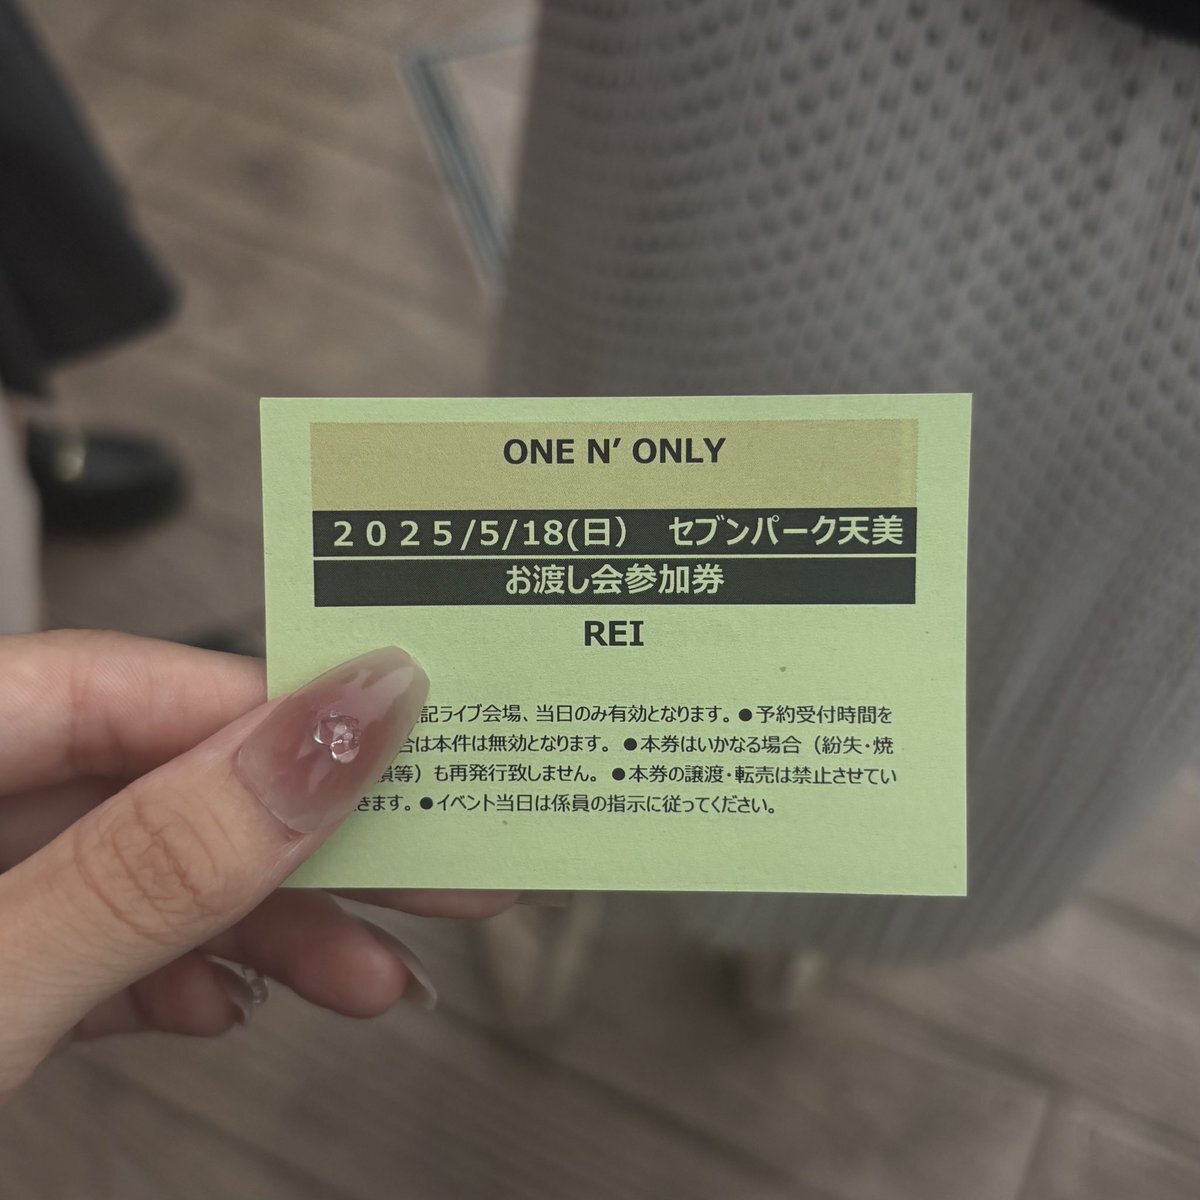 ONE N' ONLY
２０２５/5/18(日）　セブンパーク天美
お渡し会参加券
REI
記ライブ会場、当日のみ有効となります。●予約受付時間を
合は本件は無効となります。●本券はいかなる場合（紛失・焼
損等）も再発行致しません。●本券の譲渡・転売は禁止させてい
きます。●イベント当日は係員の指示に従ってください。